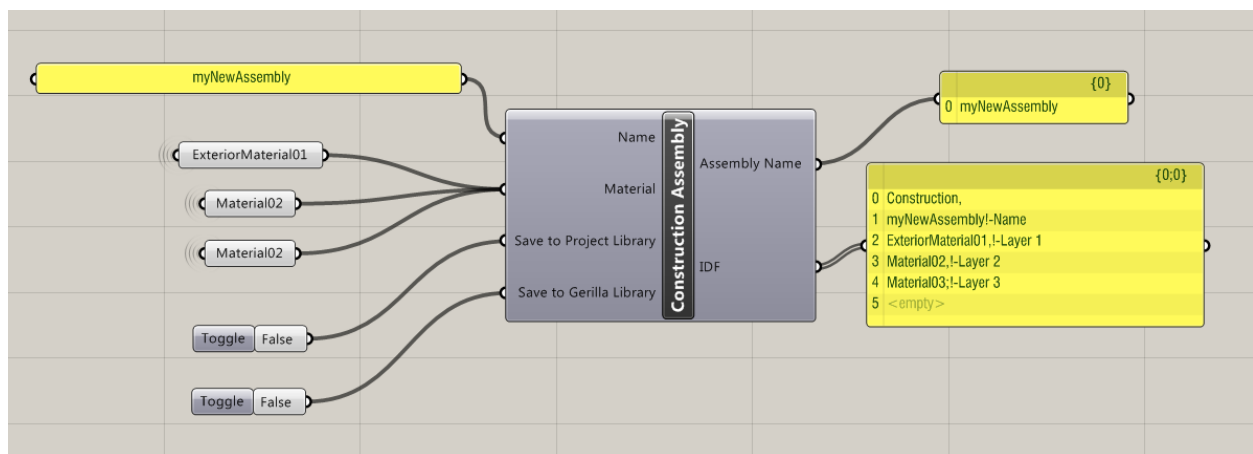 myNewAssembly
ExteriorMaterial01
Material02
Material02
Toggle False
Toggle False
Name
Material
Save to Project Library
Save to Gerilla Library
Construction Assembly
Assembly Name
IDF
{0}
0 myNewAssembly
{0;0}
0 Construction,
1 myNewAssembly!-Name
2 ExteriorMaterial01,!-Layer 1
3 Material02,!-Layer 2
4 Material03;!-Layer 3
5 <empty>